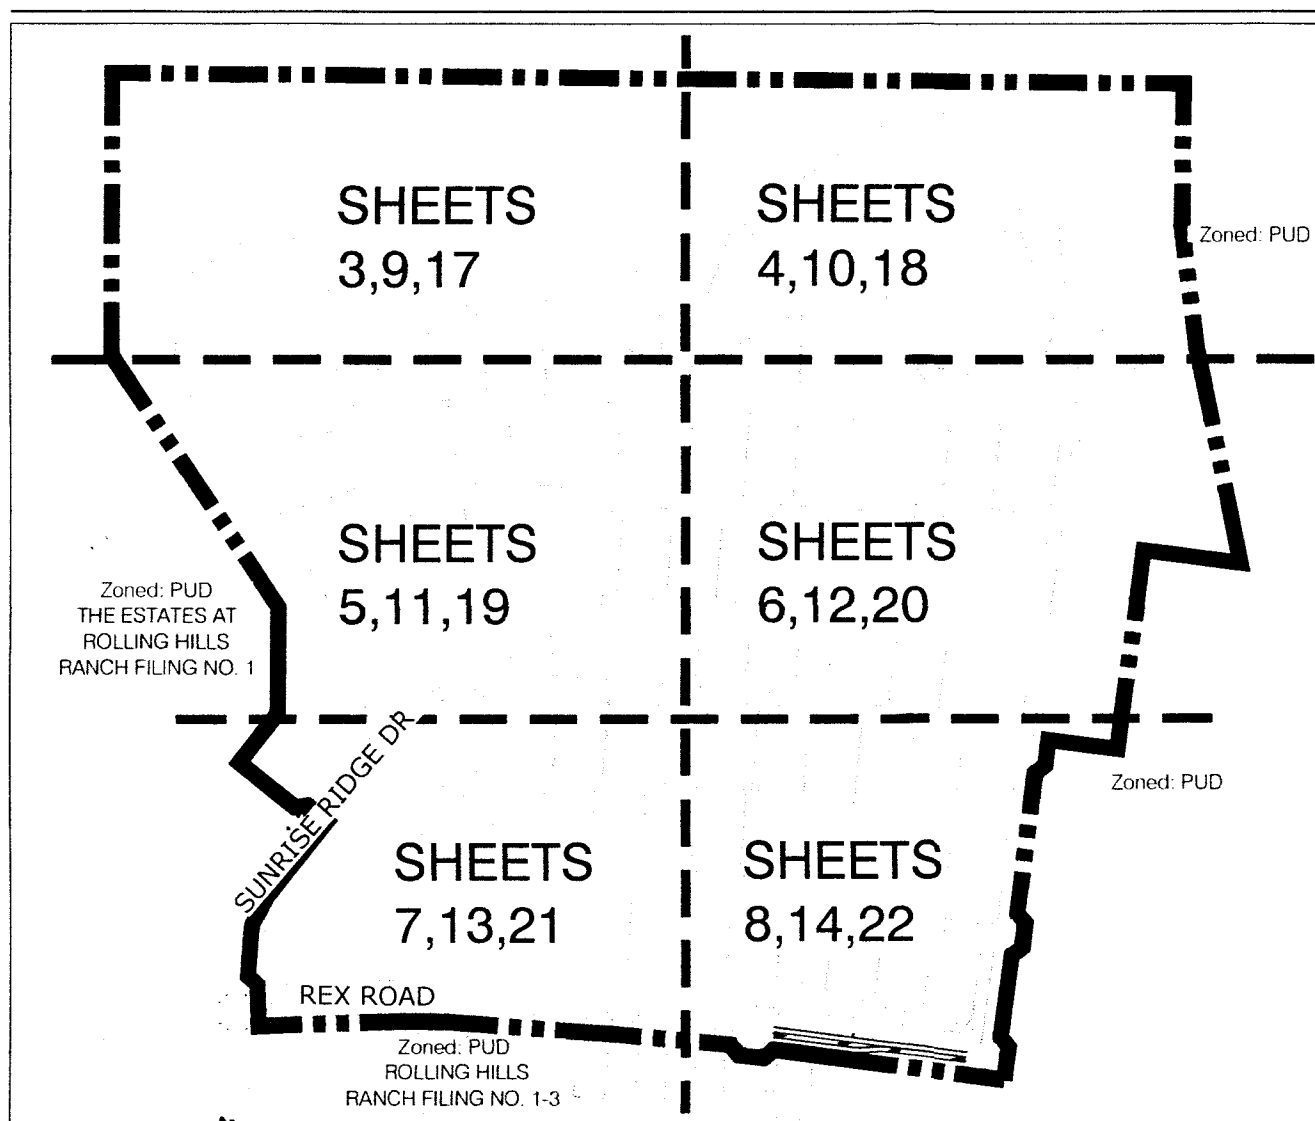 SHEETS
3,9,17
SHEETS
4,10,18
Zoned: PUD
SHEETS
5,11,19
SHEETS
6,12,20
Zoned: PUD
THE ESTATES AT
ROLLING HILLS
RANCH FILING NO. 1
SUNRISE RIDGE DR
Zoned: PUD
SHEETS
7,13,21
SHEETS
8,14,22
REX ROAD
Zoned: PUD
ROLLING HILLS
RANCH FILING NO. 1-3